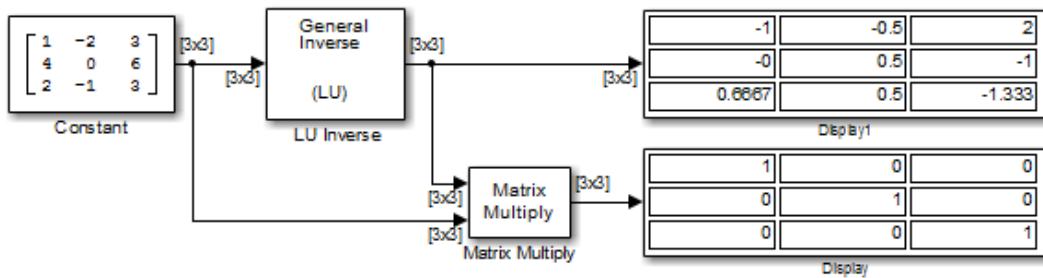 1 -2 3
4 0 6
2 -1 3
Constant
[3x3]
[3x3]
General
Inverse
(LU)
LU Inverse
[3x3]
[3x3]
-1 -0.5 2
-0 0.5 -1
0.6667 0.5 -1.333
Display1
[3x3]
[3x3]
Matrix
Multiply
Matrix Multiply
[3x3]
1 0 0
0 1 0
0 0 1
Display